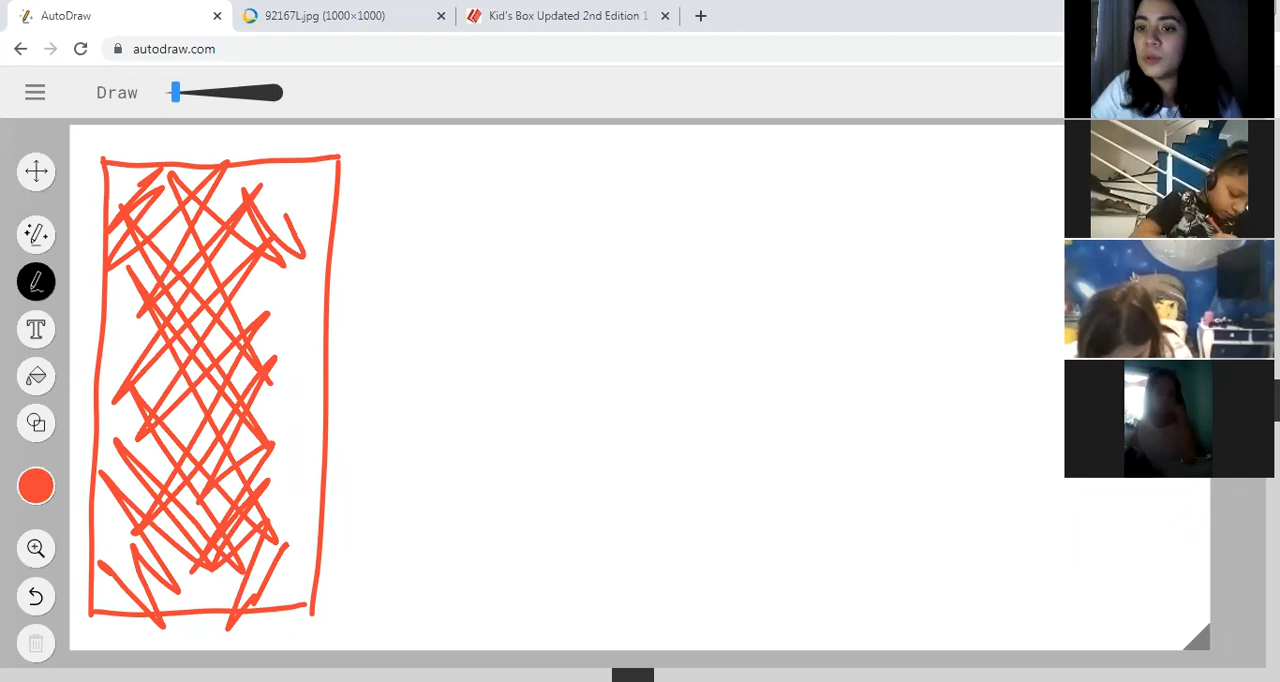 AutoDraw
92167L.jpg (1000×1000)
Kid's Box Updated 2nd Edition 1
autodraw.com
Draw
T